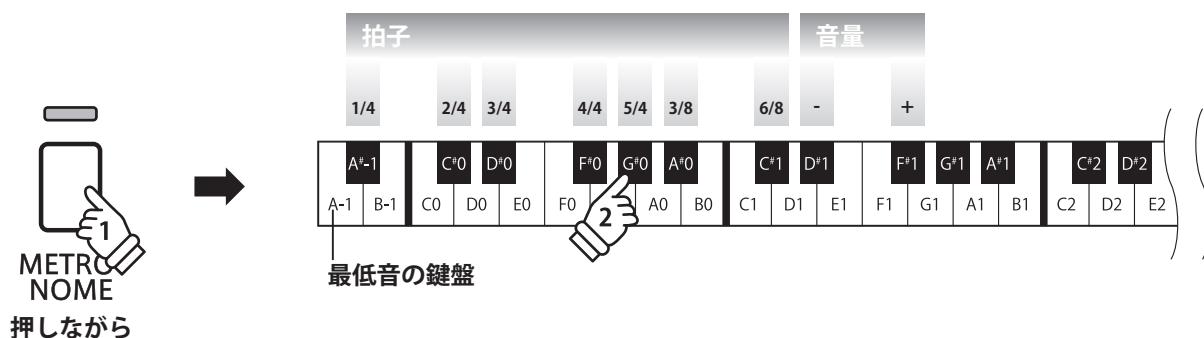 拍子 音量
1/4 2/4 3/4 4/4 5/4 3/8 6/8 - +
A#-1 C#0 D#0 F#0 G#0 A#0 C#1 D#1 F#1 G#1 A#1 C#2 D#2
A-1 B-1 C0 D0 E0 F0 A0 B0 C1 D1 E1 F1 G1 A1 B1 C2 D2 E2
1
2
最低音の鍵盤
METRO
NOME
押しながら